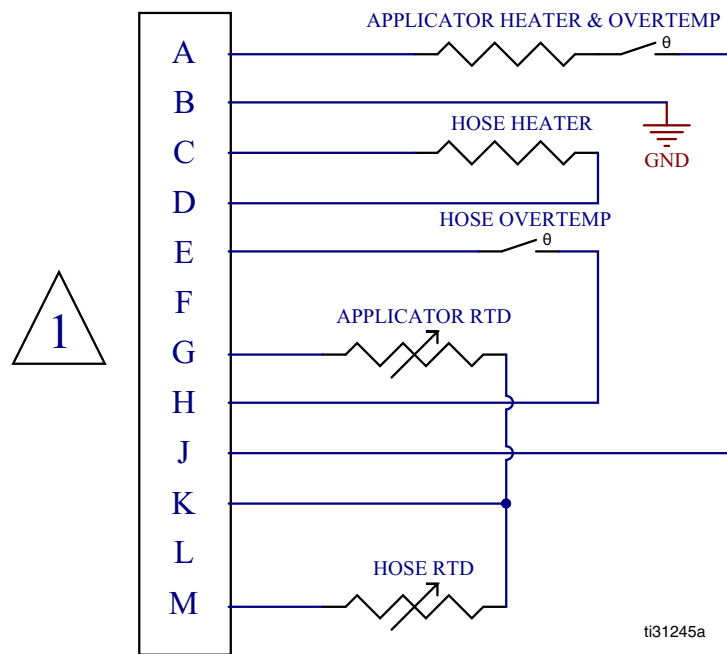 APPLICATOR HEATER & OVERTEMP
A
θ
B
HOSE HEATER
C
GND
D
HOSE OVERTEMP
E
θ
F
1
APPLICATOR RTD
G
H
J
K
L
HOSE RTD
M
ti31245a